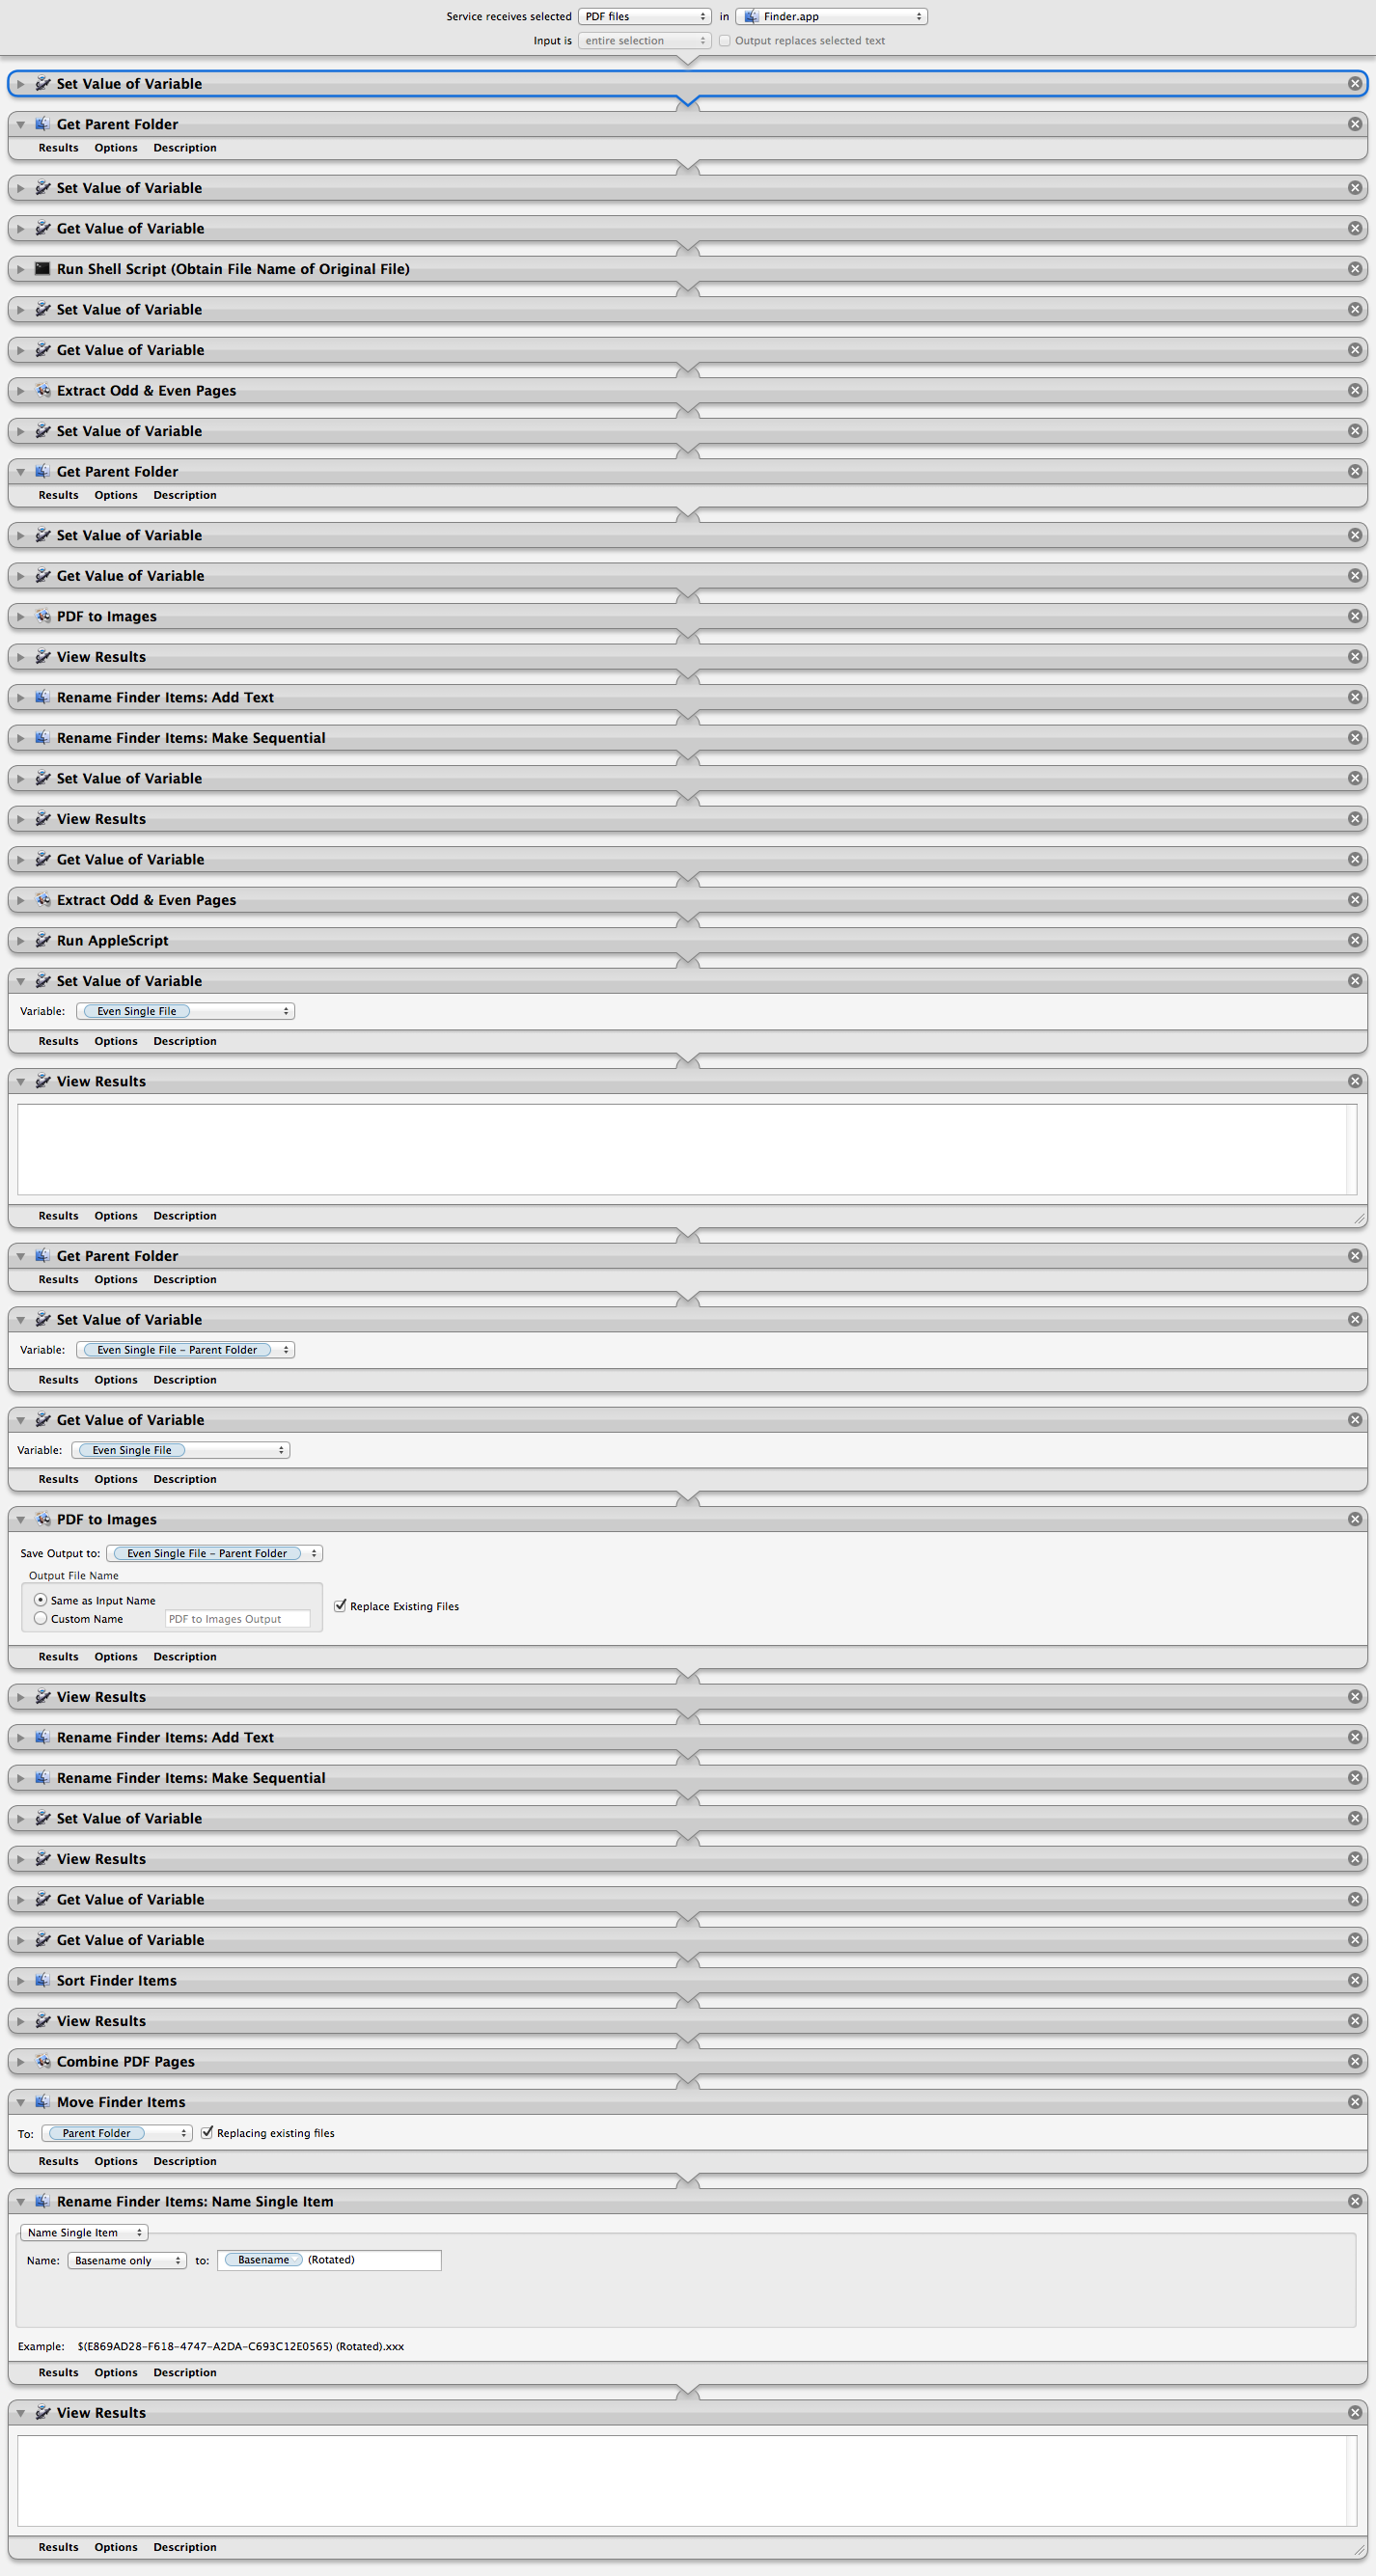 Service receives selected PDF files in Finder.app
Input is entire selection Output replaces selected text
Set Value of Variable
Get Parent Folder
Results Options Description
Set Value of Variable
Get Value of Variable
Run Shell Script (Obtain File Name of Original File)
Set Value of Variable
Get Value of Variable
Extract Odd & Even Pages
Set Value of Variable
Get Parent Folder
Results Options Description
Set Value of Variable
Get Value of Variable
PDF to Images
View Results
Rename Finder Items: Add Text
Rename Finder Items: Make Sequential
Set Value of Variable
View Results
Get Value of Variable
Extract Odd & Even Pages
Run AppleScript
Set Value of Variable
Variable: Even Single File
Results Options Description
View Results
Results Options Description
Get Parent Folder
Results Options Description
Set Value of Variable
Variable: Even Single File – Parent Folder
Results Options Description
Get Value of Variable
Variable: Even Single File
Results Options Description
PDF to Images
Save Output to: Even Single File – Parent Folder
Output File Name
Same as Input Name
Replace Existing Files
Custom Name PDF to Images Output
Results Options Description
View Results
Rename Finder Items: Add Text
Rename Finder Items: Make Sequential
Set Value of Variable
View Results
Get Value of Variable
Get Value of Variable
Sort Finder Items
View Results
Combine PDF Pages
Move Finder Items
To: Parent Folder Replacing existing files
Results Options Description
Rename Finder Items: Name Single Item
Name Single Item
Name: Basename only to: Basename (Rotated)
Example: $(E869AD28-F618-4747-A2DA-C693C12E0565) (Rotated).xxx
Results Options Description
View Results
Results Options Description